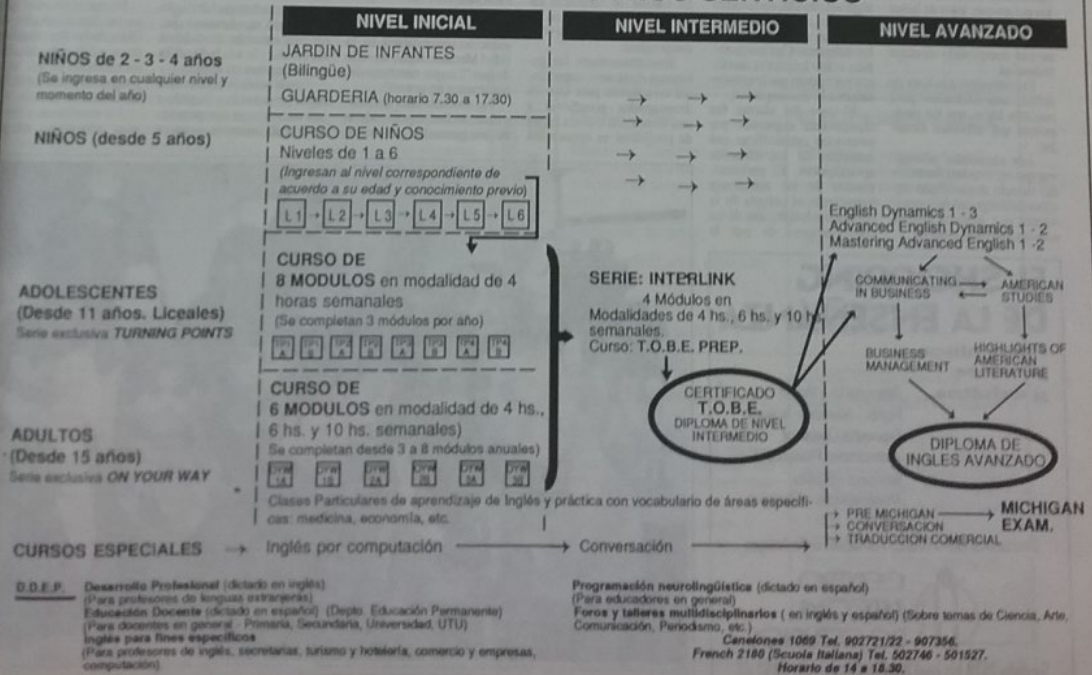 NIVEL INICIAL
NIVEL INTERMEDIO
NIVEL AVANZADO
NIÑOS de 2 - 3 - 4 años
(Se ingresa en cualquier nivel y
momento del año)
JARDIN DE INFANTES
(Bilingüe)
GUARDERIA (horario 7.30 a 17.30)
NIÑOS (desde 5 años)
CURSO DE NIÑOS
Niveles de 1 a 6
(Ingresan al nivel correspondiente de
acuerdo a su edad y conocimiento previo)
L 1 → L 2 → L 3 → L 4 → L 5 → L 6
ADOLESCENTES
(Desde 11 años. Liceales)
Serie exclusiva TURNING POINTS
CURSO DE
8 MODULOS en modalidad de 4
horas semanales
(Se completan 3 módulos por año)
ADULTOS
(Desde 15 años)
Serie exclusiva ON YOUR WAY
CURSO DE
6 MODULOS en modalidad de 4 hs.,
6 hs. y 10 hs. semanales)
Se completan desde 3 a 8 módulos anuales)
Clases Particulares de aprendizaje de Inglés y práctica con vocabulario de áreas específi-
cas: medicina, economía, etc.
SERIE: INTERLINK
4 Módulos en
Modalidades de 4 hs., 6 hs. y 10 hs.
semanales.
Curso: T.O.B.E. PREP.
CERTIFICADO
T.O.B.E.
DIPLOMA DE NIVEL
INTERMEDIO
English Dynamics 1 - 3
Advanced English Dynamics 1 - 2
Mastering Advanced English 1 -2
COMMUNICATING
IN BUSINESS
AMERICAN
STUDIES
BUSINESS
MANAGEMENT
HIGHLIGHTS OF
AMERICAN
LITERATURE
DIPLOMA DE
INGLES AVANZADO
PRE MICHIGAN → MICHIGAN
EXAM.
CONVERSACION
TRADUCCION COMERCIAL
CURSOS ESPECIALES → Inglés por computación → Conversación →
D.D.E.P.
Desarrollo Profesional (dictado en inglés)
(Para profesores de lenguas extranjeras)
Educación Docente (dictado en español) (Depto. Educación Permanente)
(Para docentes en general - Primaria, Secundaria, Universidad, UTU)
Inglés para fines específicos
(Para profesores de inglés, secretarias, turismo y hotelería, comercio y empresas,
computación)
Programación neurolingüística (dictado en español)
(Para educadores en general)
Foros y talleres multidisciplinarios ( en inglés y español) (Sobre temas de Ciencia, Arte,
Comunicación, Periodismo, etc.)
Canelones 1069 Tel. 902721/22 - 907356.
French 2180 (Scuola Italiana) Tel. 502746 - 501527.
Horario de 14 a 18.30.